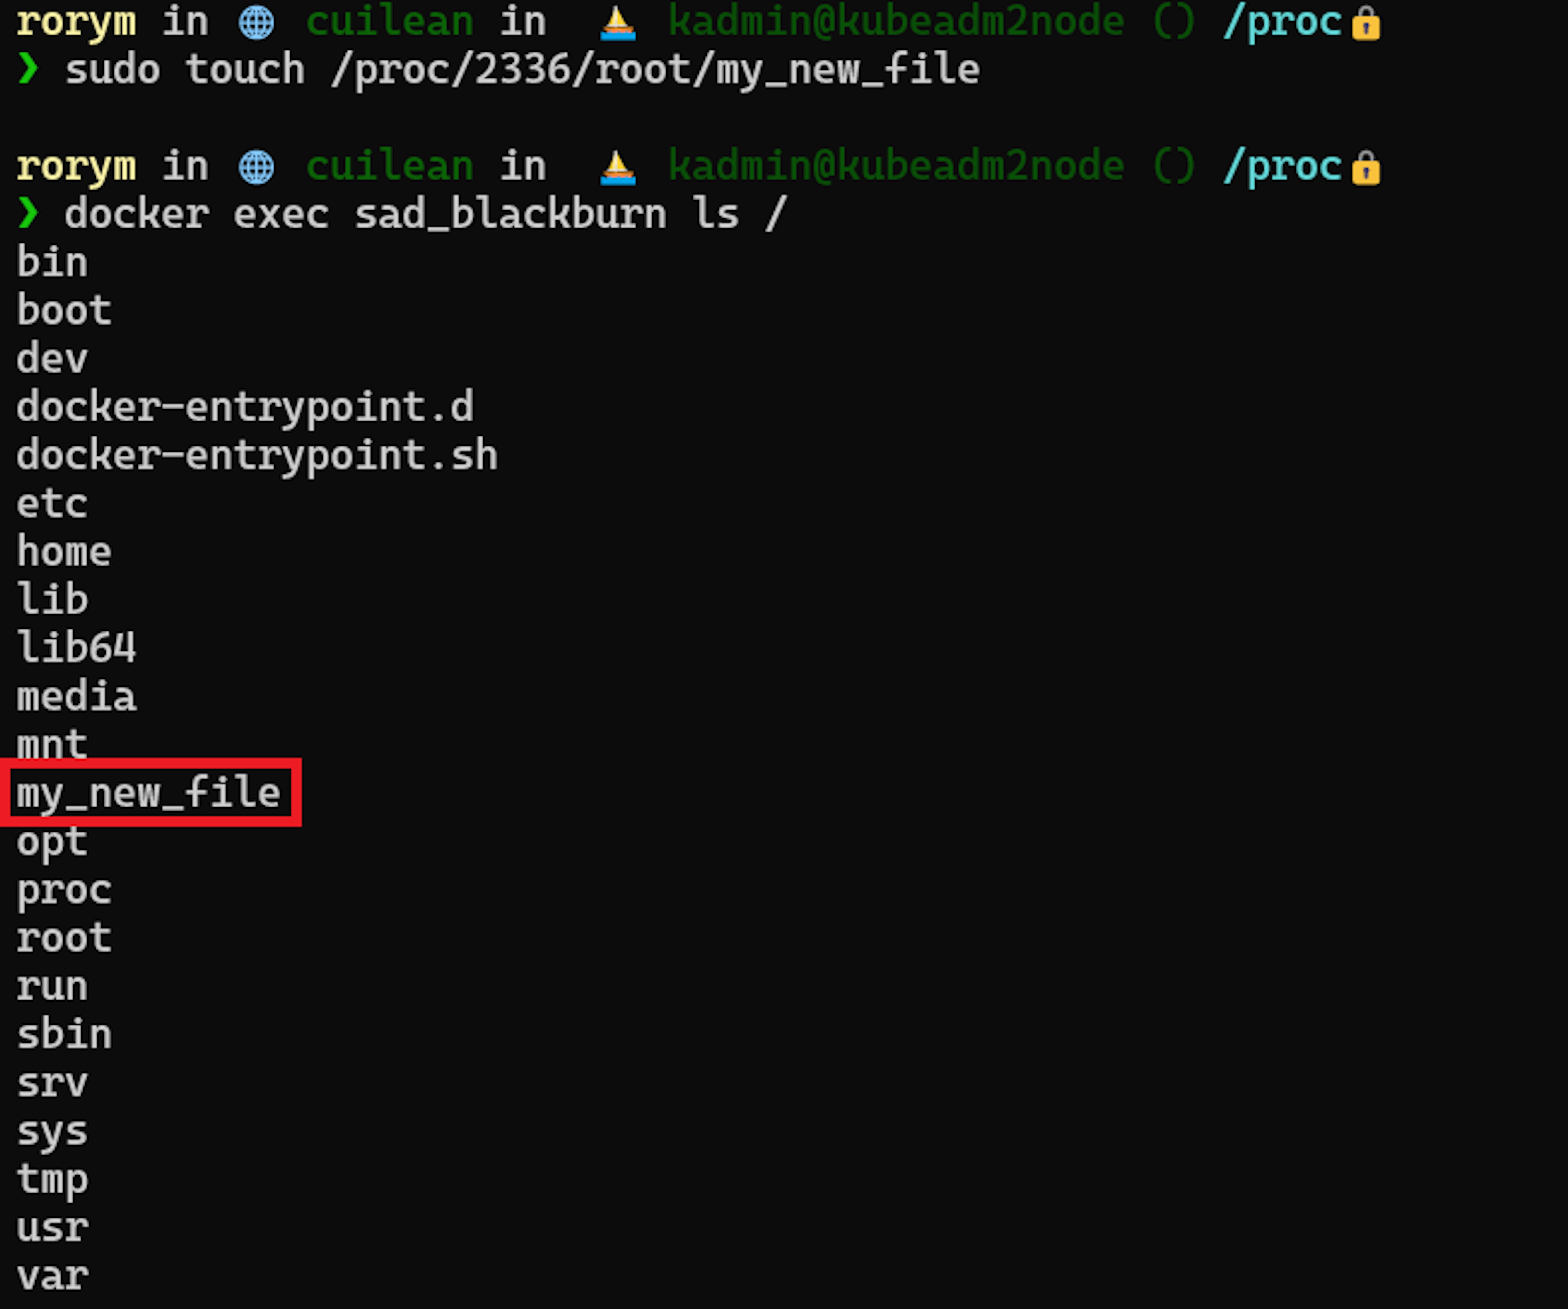 rorym in 🌐 cuilean in ⛵ kadmin@kubeadm2node () /proc🔒
❯ sudo touch /proc/2336/root/my_new_file
rorym in 🌐 cuilean in ⛵ kadmin@kubeadm2node () /proc🔒
❯ docker exec sad_blackburn ls /
bin
boot
dev
docker-entrypoint.d
docker-entrypoint.sh
etc
home
lib
lib64
media
mnt
my_new_file
opt
proc
root
run
sbin
srv
sys
tmp
usr
var